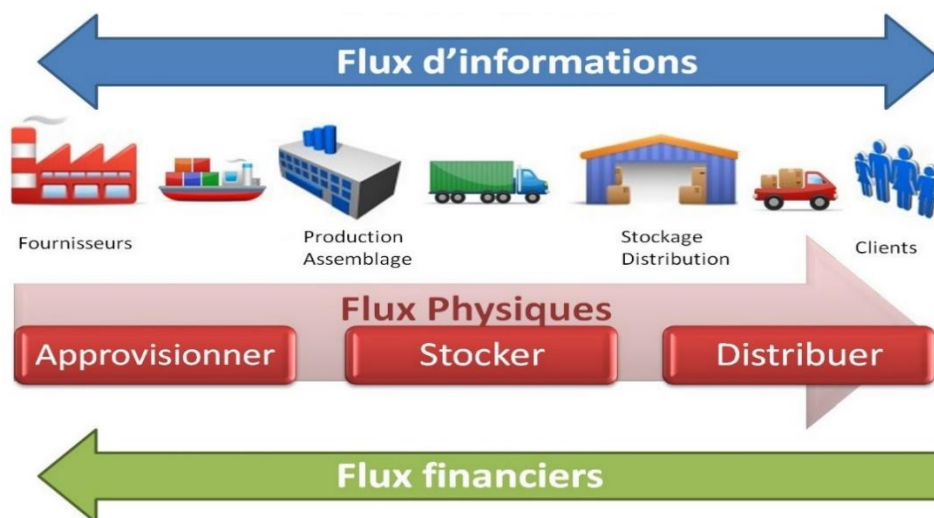 Flux d'informations
Fournisseurs
Production
Assemblage
Stockage
Distribution
Clients
Flux Physiques
Approvisionner
Stocker
Distribuer
Flux financiers